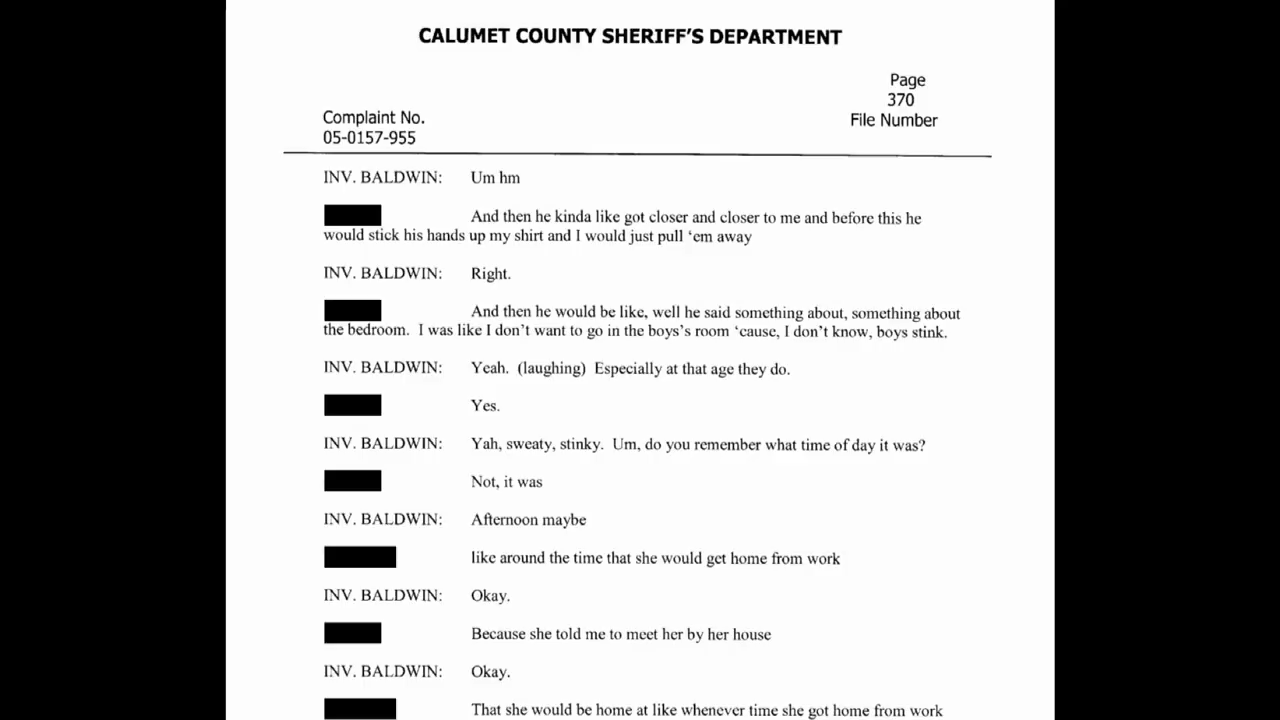 CALUMET COUNTY SHERIFF'S DEPARTMENT
Page
370
Complaint No.
File Number
05-0157-955
INV. BALDWIN: Um hm
And then he kinda like got closer and closer to me and before this he
would stick his hands up my shirt and I would just pull ‘em away
INV. BALDWIN: Right.
And then he would be like, well he said something about, something about
the bedroom. I was like I don’t want to go in the boys’s room ‘cause, I don’t know, boys stink.
INV. BALDWIN: Yeah. (laughing) Especially at that age they do.
Yes.
INV. BALDWIN: Yah, sweaty, stinky. Um, do you remember what time of day it was?
Not, it was
INV. BALDWIN: Afternoon maybe
like around the time that she would get home from work
INV. BALDWIN: Okay.
Because she told me to meet her by her house
INV. BALDWIN: Okay.
That she would be home at like whenever time she got home from work